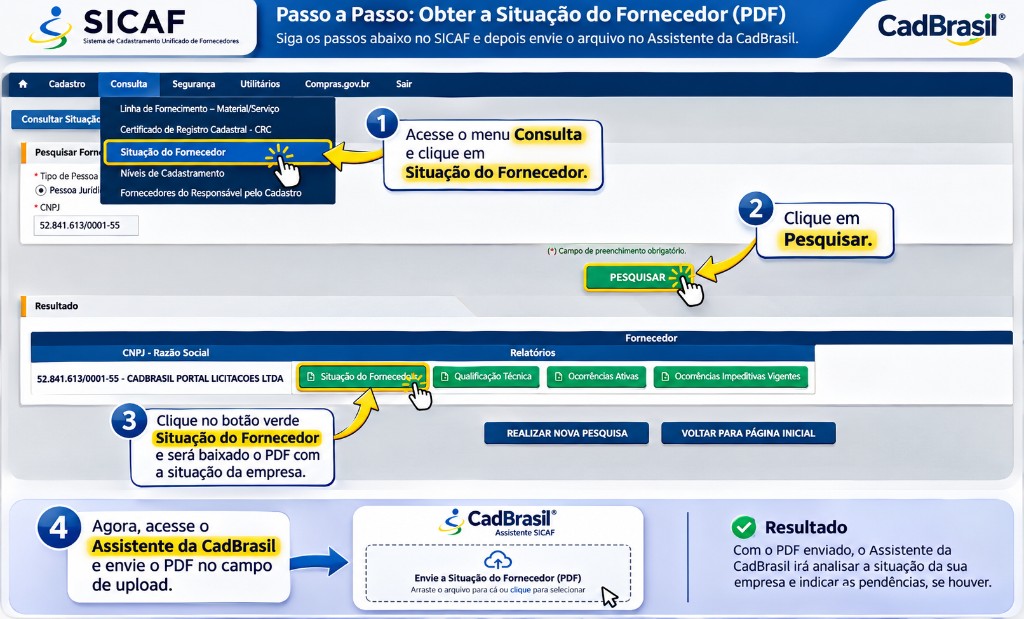 SICAF
Sistema de Cadastramento Unificado de Fornecedores
Passo a Passo: Obter a Situação do Fornecedor (PDF)
Siga os passos abaixo no SICAF e depois envie o arquivo no Assistente da CadBrasil.
CadBrasil®
Cadastro Consulta Segurança Utilitários Compras.gov.br Sair
Linha de Fornecimento – Material/Serviço
Certificado de Registro Cadastral - CRC
Situação do Fornecedor
Níveis de Cadastramento
Fornecedores do Responsável pelo Cadastro
Consultar Situação
Pesquisar Forne
* Tipo de Pessoa
Pessoa Jurídi
* CNPJ
52.841.613/0001-55
1
Acesse o menu Consulta
e clique em
Situação do Fornecedor.
2
Clique em
Pesquisar.
(*) Campo de preenchimento obrigatório.
PESQUISAR
Resultado
Fornecedor
CNPJ - Razão Social Relatórios
52.841.613/0001-55 - CADBRASIL PORTAL LICITACOES LTDA Situação do Fornecedor Qualificação Técnica Ocorrências Ativas Ocorrências Impeditivas Vigentes
3
Clique no botão verde
Situação do Fornecedor
e será baixado o PDF com
a situação da empresa.
REALIZAR NOVA PESQUISA VOLTAR PARA PÁGINA INICIAL
4
Agora, acesse o
Assistente da CadBrasil
e envie o PDF no campo
de upload.
CadBrasil®
Assistente SICAF
Envie a Situação do Fornecedor (PDF)
Arraste o arquivo para cá ou clique para selecionar
Resultado
Com o PDF enviado, o Assistente da
CadBrasil irá analisar a situação da sua
empresa e indicar as pendências, se houver.